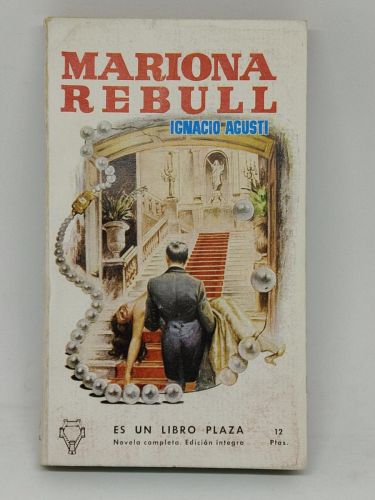 MARIONA
REBULL
IGNACIO AGUSTI
ES UN LIBRO PLAZA
Novela completa. Edición íntegra
12
Ptas.